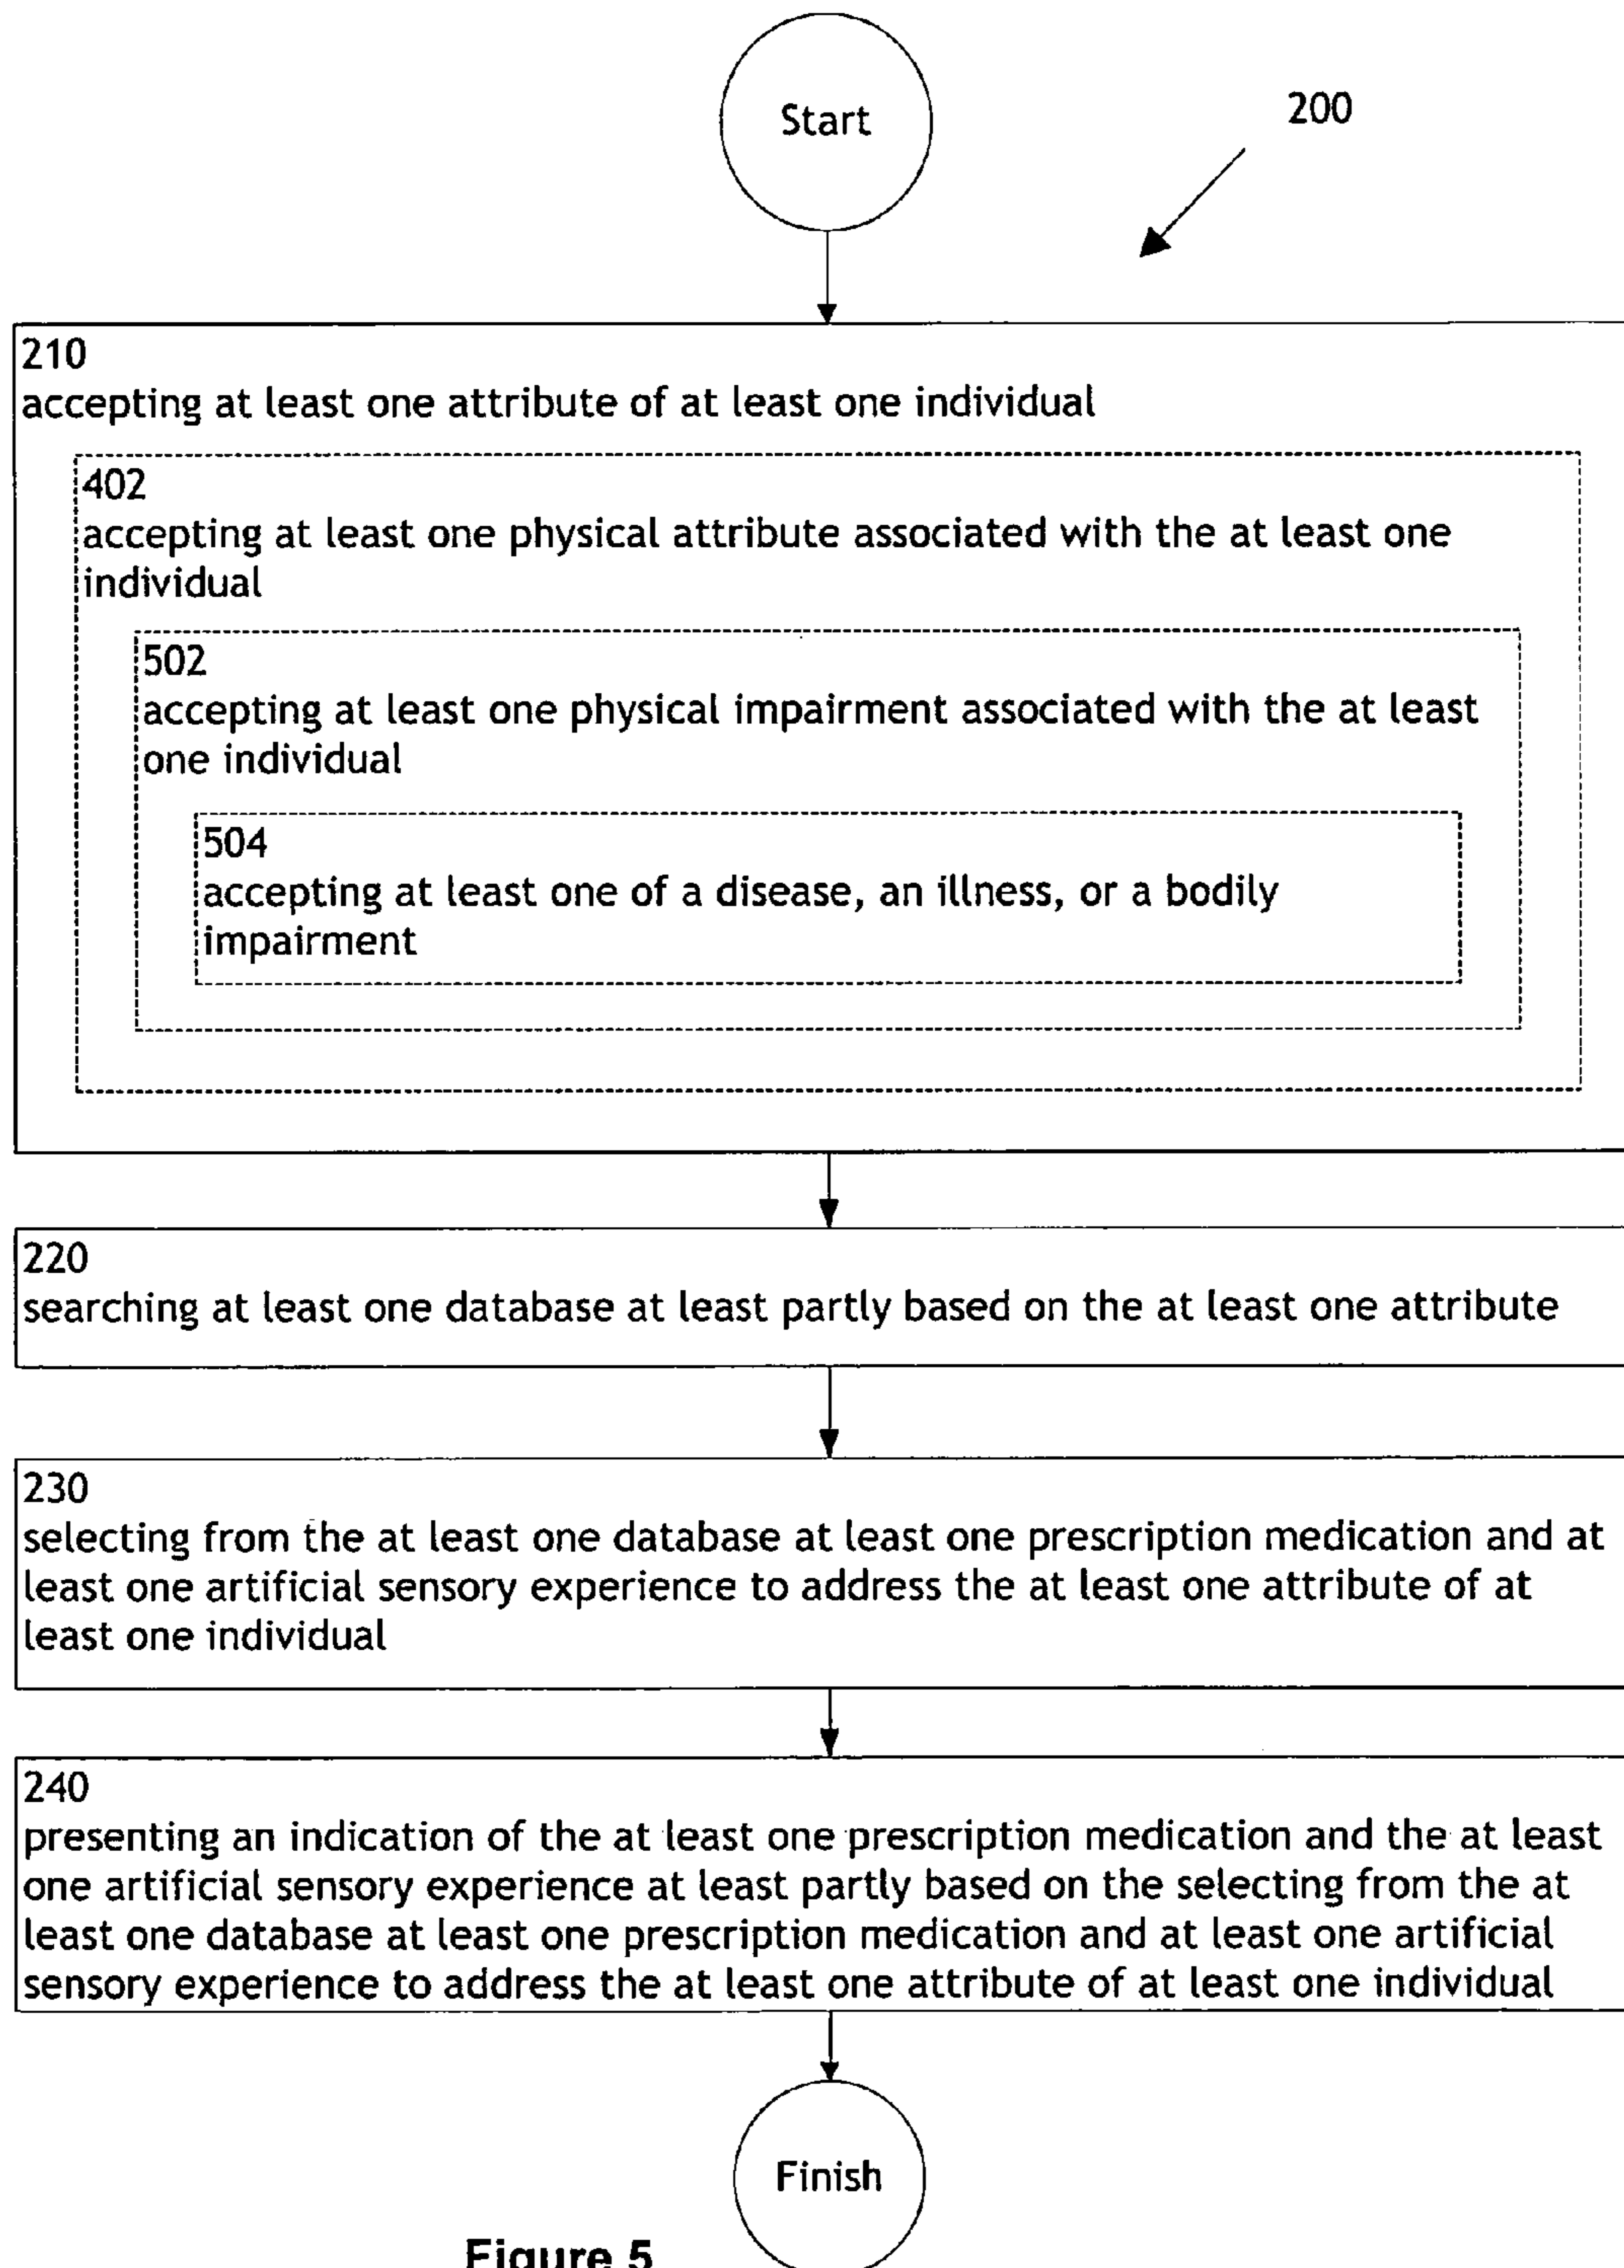 Start
200
210
accepting at least one attribute of at least one individual
402
accepting at least one physical attribute associated with the at least one
individual
502
accepting at least one physical impairment associated with the at least
one individual
504
accepting at least one of a disease, an illness, or a bodily
impairment
220
searching at least one database at least partly based on the at least one attribute
230
selecting from the at least one database at least one prescription medication and at
least one artificial sensory experience to address the at least one attribute of at
least one individual
240
presenting an indication of the at least one prescription medication and the at least
one artificial sensory experience at least partly based on the selecting from the at
least one database at least one prescription medication and at least one artificial
sensory experience to address the at least one attribute of at least one individual
Finish
Figure 5